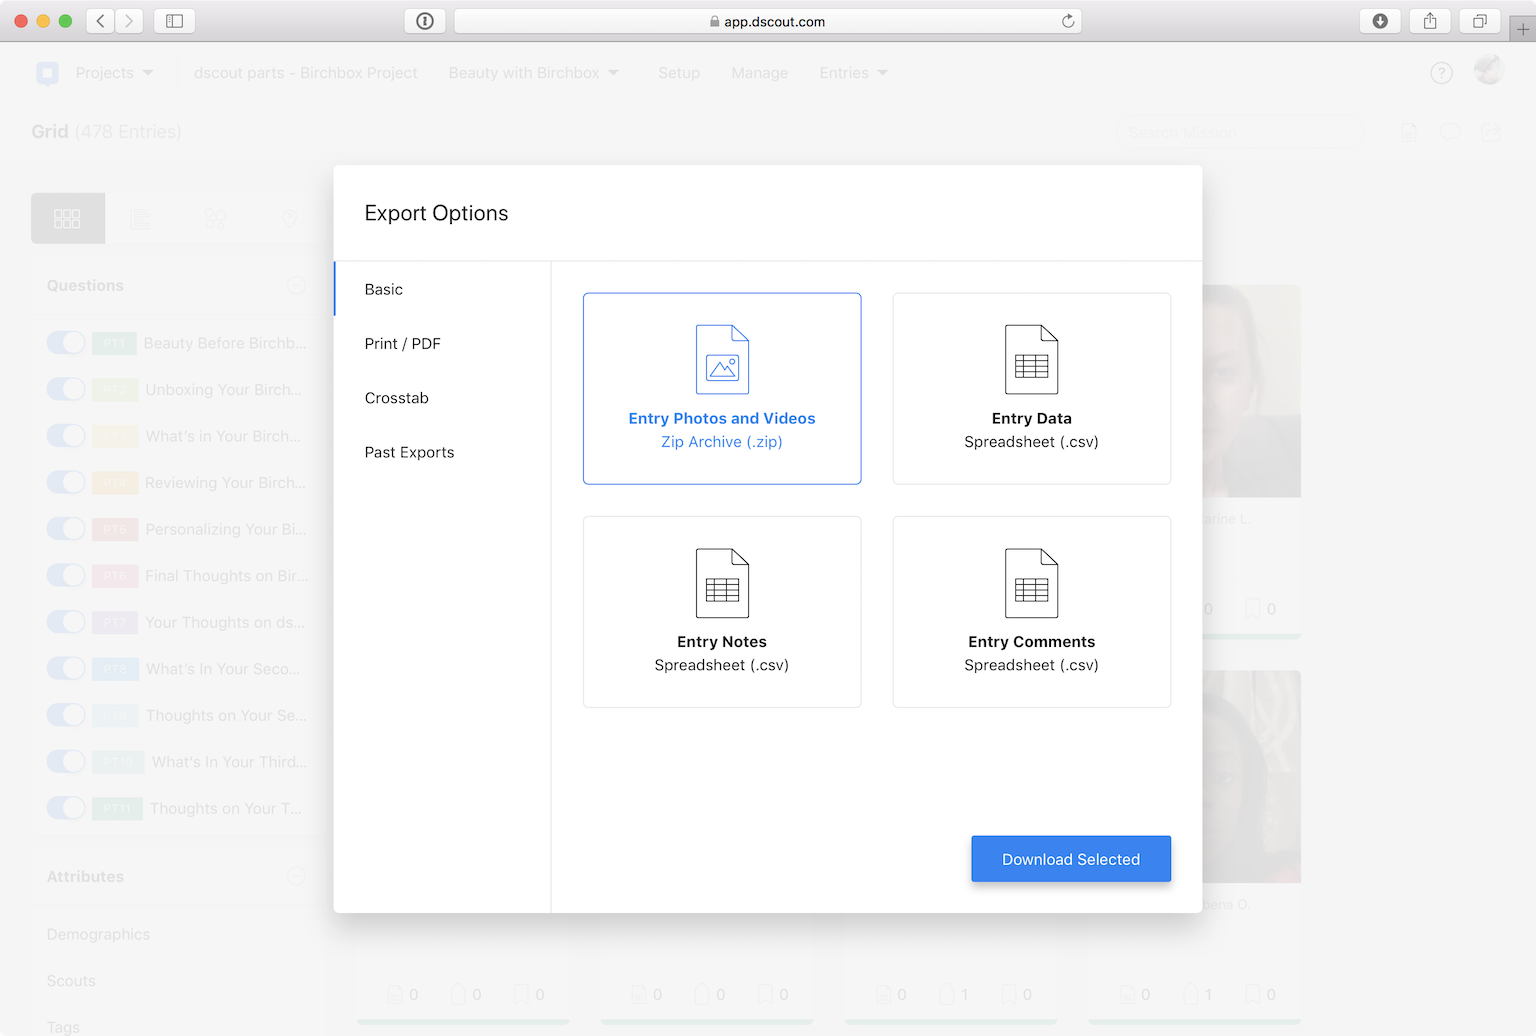 app.dscout.com
Projects
dscout parts - Birchbox Project
Beauty with Birchbox
Setup
Manage
Entries
?
Grid (478 Entries)
Search Mission
Export Options
Basic
Print / PDF
Crosstab
Past Exports
Entry Photos and Videos
Zip Archive (.zip)
Entry Data
Spreadsheet (.csv)
Entry Notes
Spreadsheet (.csv)
Entry Comments
Spreadsheet (.csv)
Download Selected
Questions
PT1 Beauty Before Birchb...
PT2 Unboxing Your Birch...
What's in Your Birch...
Reviewing Your Birch...
PT5 Personalizing Your Bi...
PT6 Final Thoughts on Bir...
PT7 Your Thoughts on ds...
PT8 What's In Your Seco...
Thoughts on Your Se...
PT10 What's In Your Third...
PT11 Thoughts on Your T...
Attributes
Demographics
Scouts
Tags
arine L.
0 0
bena O.
0 0 0
0 0 0
0 1 0
0 1 0